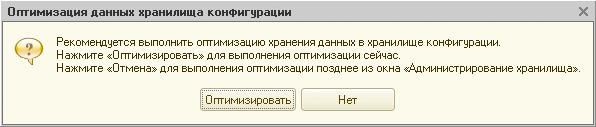 Оптимизация данных хранилища конфигурации
Рекомендуется выполнить оптимизацию хранения данных в хранилище конфигурации.
Нажмите «Оптимизировать» для выполнения оптимизации сейчас.
Нажмите «Отмена» для выполнения оптимизации позднее из окна «Администрирование хранилища».
Оптимизировать Нет